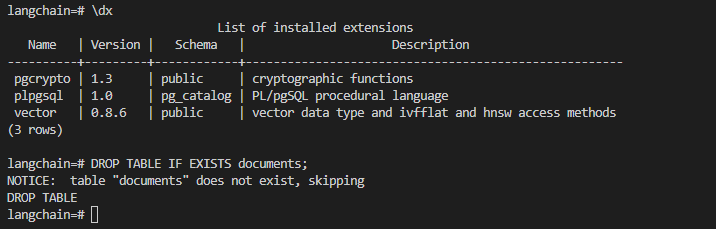 langchain=# \dx
                             List of installed extensions
   Name   | Version |   Schema   |                     Description
----------+---------+------------+------------------------------------------------------
 pgcrypto | 1.3     | public     | cryptographic functions
 plpgsql  | 1.0     | pg_catalog | PL/pgSQL procedural language
 vector   | 0.8.6   | public     | vector data type and ivfflat and hnsw access methods
(3 rows)

langchain=# DROP TABLE IF EXISTS documents;
NOTICE:  table "documents" does not exist, skipping
DROP TABLE
langchain=#